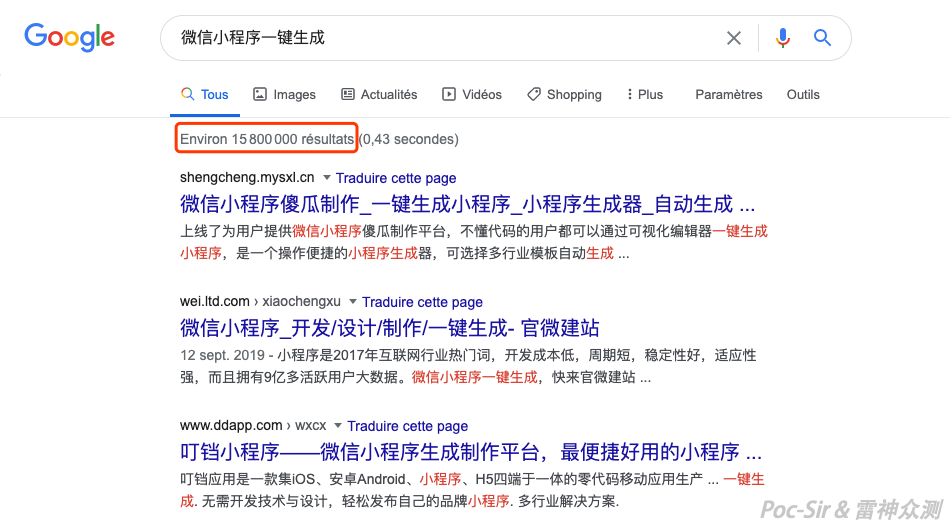 Google
微信小程序一键生成
Tous Images Actualités Vidéos Shopping Plus Paramètres Outils
Environ 15 800 000 résultats (0,43 secondes)
shengcheng.mysxl.cn Traduire cette page
微信小程序傻瓜制作_一键生成小程序_小程序生成器_自动生成 ...
上线了为用户提供微信小程序傻瓜制作平台，不懂代码的用户都可以通过可视化编辑器一键生成
小程序，是一个操作便捷的小程序生成器，可选择多行业模板自动生成 ...
wei.ltd.com › xiaochengxu Traduire cette page
微信小程序_开发/设计/制作/一键生成- 官微建站
12 sept. 2019 - 小程序是2017年互联网行业热门词，开发成本低，周期短，稳定性好，适应性
强，而且拥有9亿多活跃用户大数据。微信小程序一键生成，快来官微建站 ...
www.ddapp.com › wxcx Traduire cette page
叮铛小程序——微信小程序生成制作平台，最便捷好用的小程序 ...
叮铛应用是一款集iOS、安卓Android、小程序、H5四端于一体的零代码移动应用生产 ... 一键生
成. 无需开发技术与设计，轻松发布自己的品牌小程序. 多行业解决方案.
Poc-Sir & 雷神众测